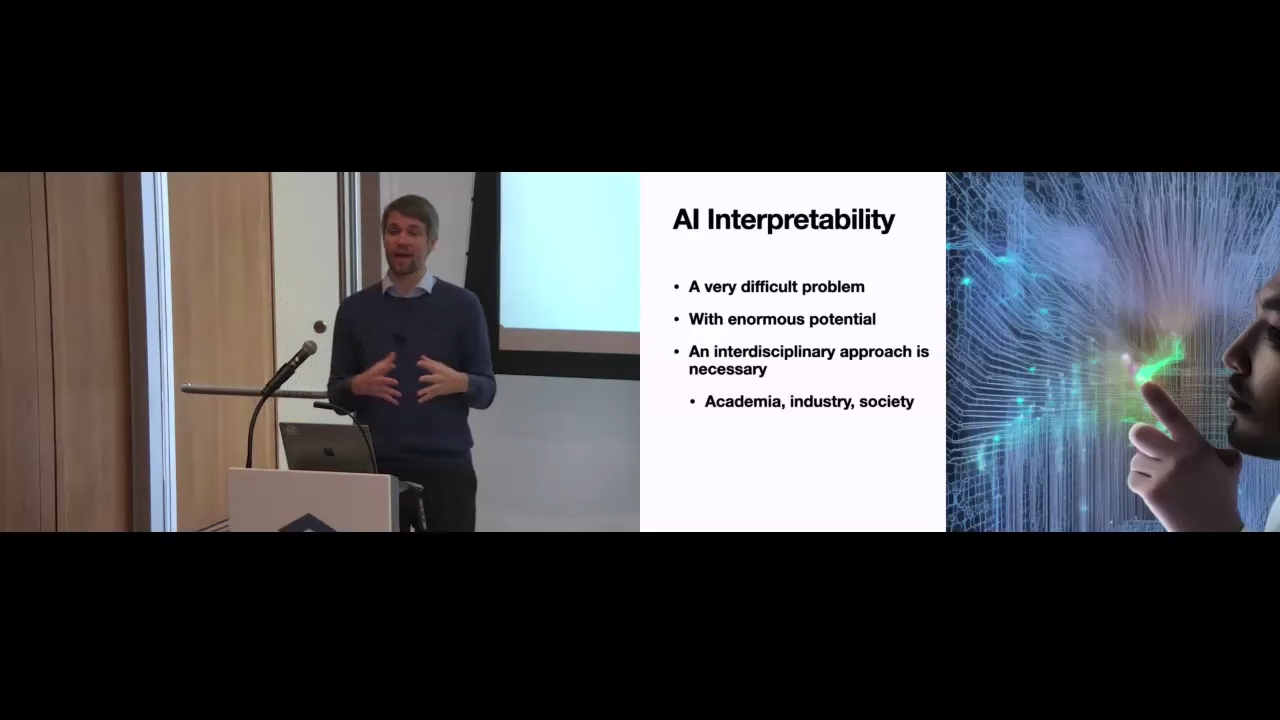 AI Interpretability
• A very difficult problem
• With enormous potential
• An interdisciplinary approach is
necessary
• Academia, industry, society